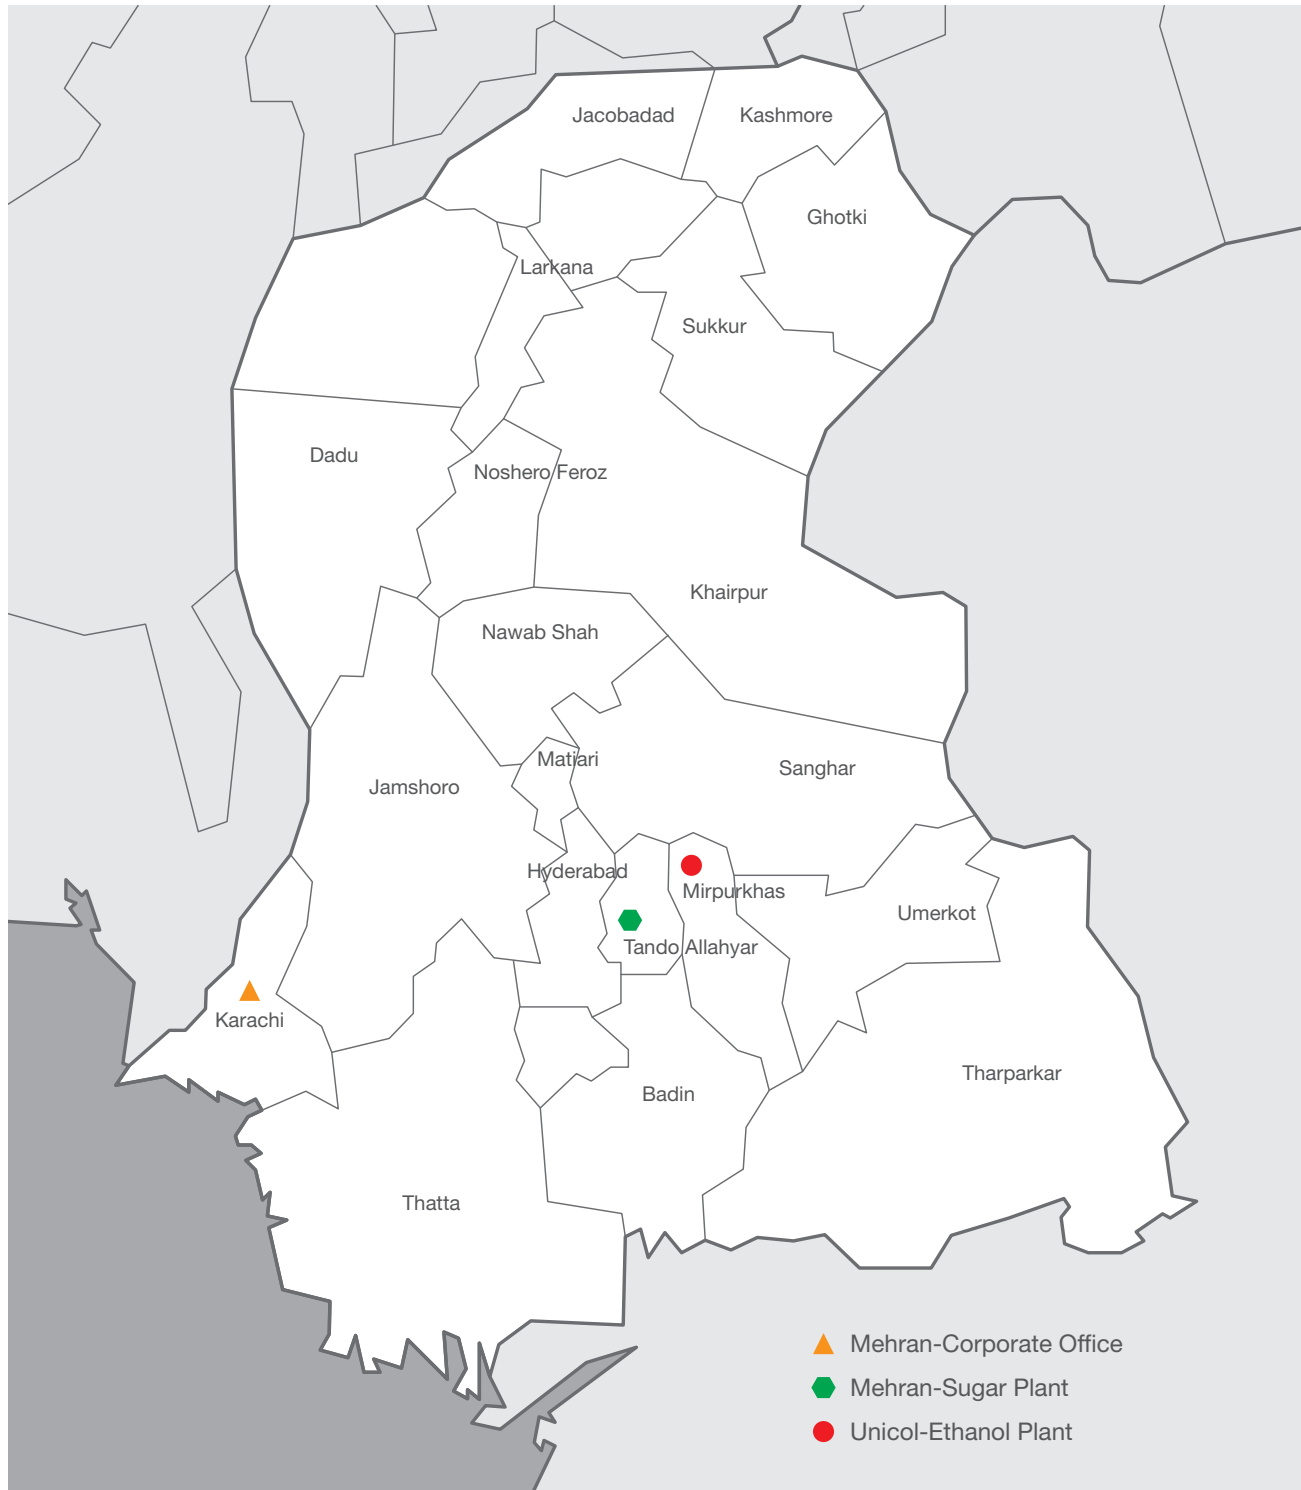 Jacobadad
Kashmore
Ghotki
Larkana
Sukkur
Dadu
Noshero Feroz
Khairpur
Nawab Shah
Matiari
Sanghar
Jamshoro
Hyderabad
Mirpurkhas
Umerkot
Tando Allahyar
Karachi
Tharparkar
Badin
Thatta
Mehran-Corporate Office
Mehran-Sugar Plant
Unicol-Ethanol Plant